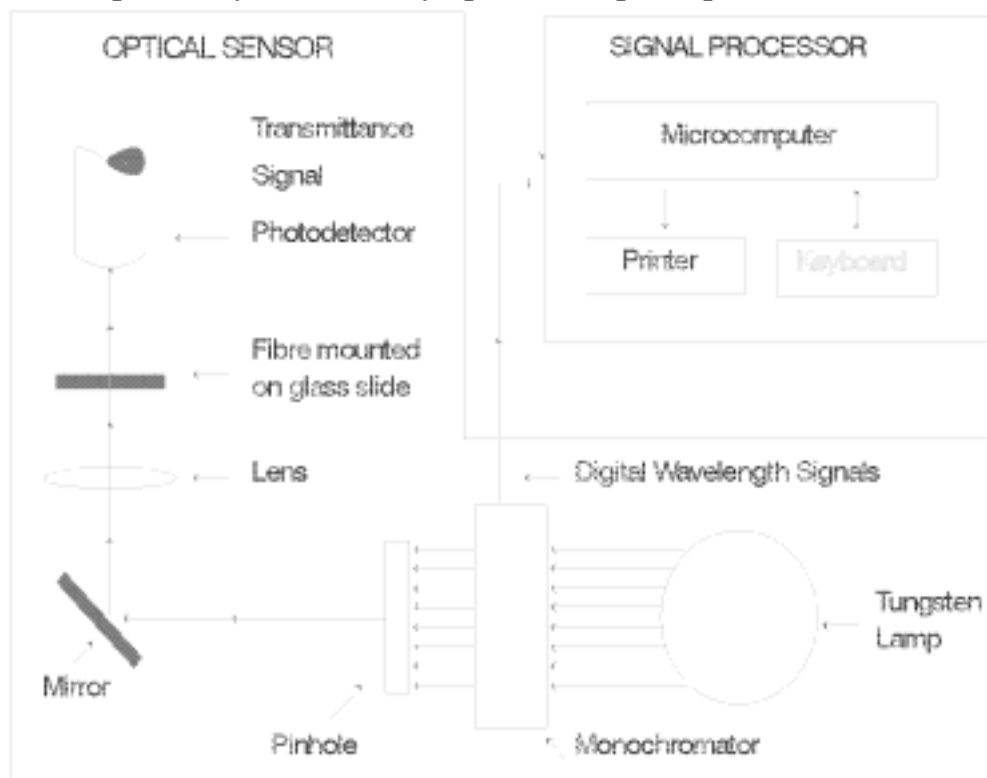 OPTICAL SENSOR
Transmittance
Signal
Photodetector
Fibre mounted
on glass slide
Lens
Mirror
Pinhole
SIGNAL PROCESSOR
Microcomputer
Printer
Keyboard
Digital Wavelength Signals
Tungsten
Lamp
Monochromator